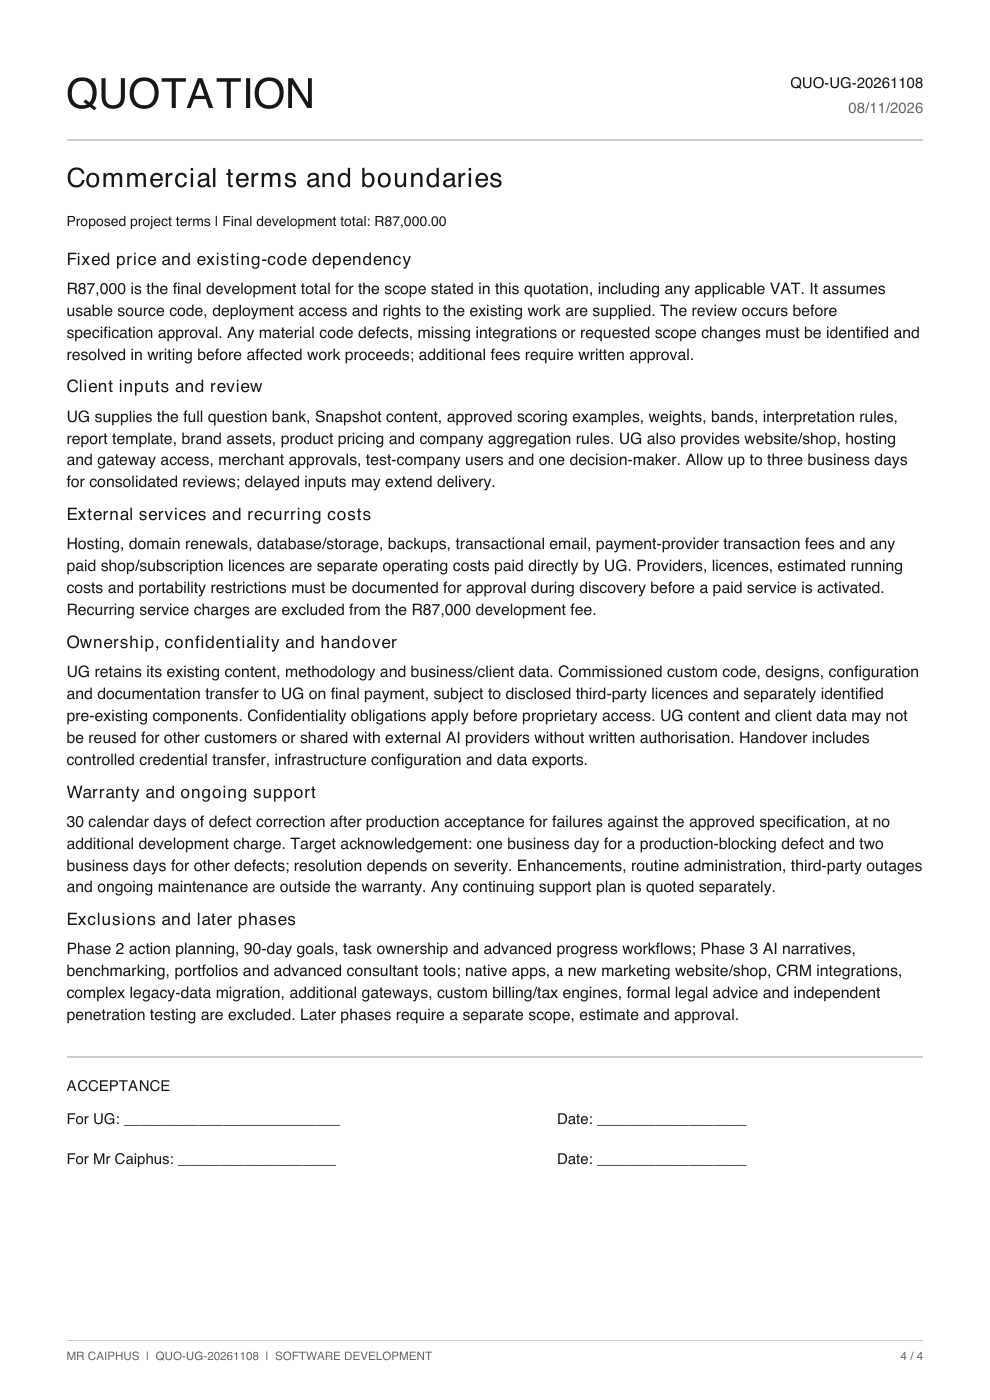 QUOTATION
QUO-UG-20261108
08/11/2026
Commercial terms and boundaries
Proposed project terms | Final development total: R87,000.00
Fixed price and existing-code dependency
R87,000 is the final development total for the scope stated in this quotation, including any applicable VAT. It assumes
usable source code, deployment access and rights to the existing work are supplied. The review occurs before
specification approval. Any material code defects, missing integrations or requested scope changes must be identified and
resolved in writing before affected work proceeds; additional fees require written approval.
Client inputs and review
UG supplies the full question bank, Snapshot content, approved scoring examples, weights, bands, interpretation rules,
report template, brand assets, product pricing and company aggregation rules. UG also provides website/shop, hosting
and gateway access, merchant approvals, test-company users and one decision-maker. Allow up to three business days
for consolidated reviews; delayed inputs may extend delivery.
External services and recurring costs
Hosting, domain renewals, database/storage, backups, transactional email, payment-provider transaction fees and any
paid shop/subscription licences are separate operating costs paid directly by UG. Providers, licences, estimated running
costs and portability restrictions must be documented for approval during discovery before a paid service is activated.
Recurring service charges are excluded from the R87,000 development fee.
Ownership, confidentiality and handover
UG retains its existing content, methodology and business/client data. Commissioned custom code, designs, configuration
and documentation transfer to UG on final payment, subject to disclosed third-party licences and separately identified
pre-existing components. Confidentiality obligations apply before proprietary access. UG content and client data may not
be reused for other customers or shared with external AI providers without written authorisation. Handover includes
controlled credential transfer, infrastructure configuration and data exports.
Warranty and ongoing support
30 calendar days of defect correction after production acceptance for failures against the approved specification, at no
additional development charge. Target acknowledgement: one business day for a production-blocking defect and two
business days for other defects; resolution depends on severity. Enhancements, routine administration, third-party outages
and ongoing maintenance are outside the warranty. Any continuing support plan is quoted separately.
Exclusions and later phases
Phase 2 action planning, 90-day goals, task ownership and advanced progress workflows; Phase 3 AI narratives,
benchmarking, portfolios and advanced consultant tools; native apps, a new marketing website/shop, CRM integrations,
complex legacy-data migration, additional gateways, custom billing/tax engines, formal legal advice and independent
penetration testing are excluded. Later phases require a separate scope, estimate and approval.
ACCEPTANCE
For UG: __________________________ Date: __________________
For Mr Caiphus: ___________________ Date: __________________
MR CAIPHUS | QUO-UG-20261108 | SOFTWARE DEVELOPMENT
4 / 4